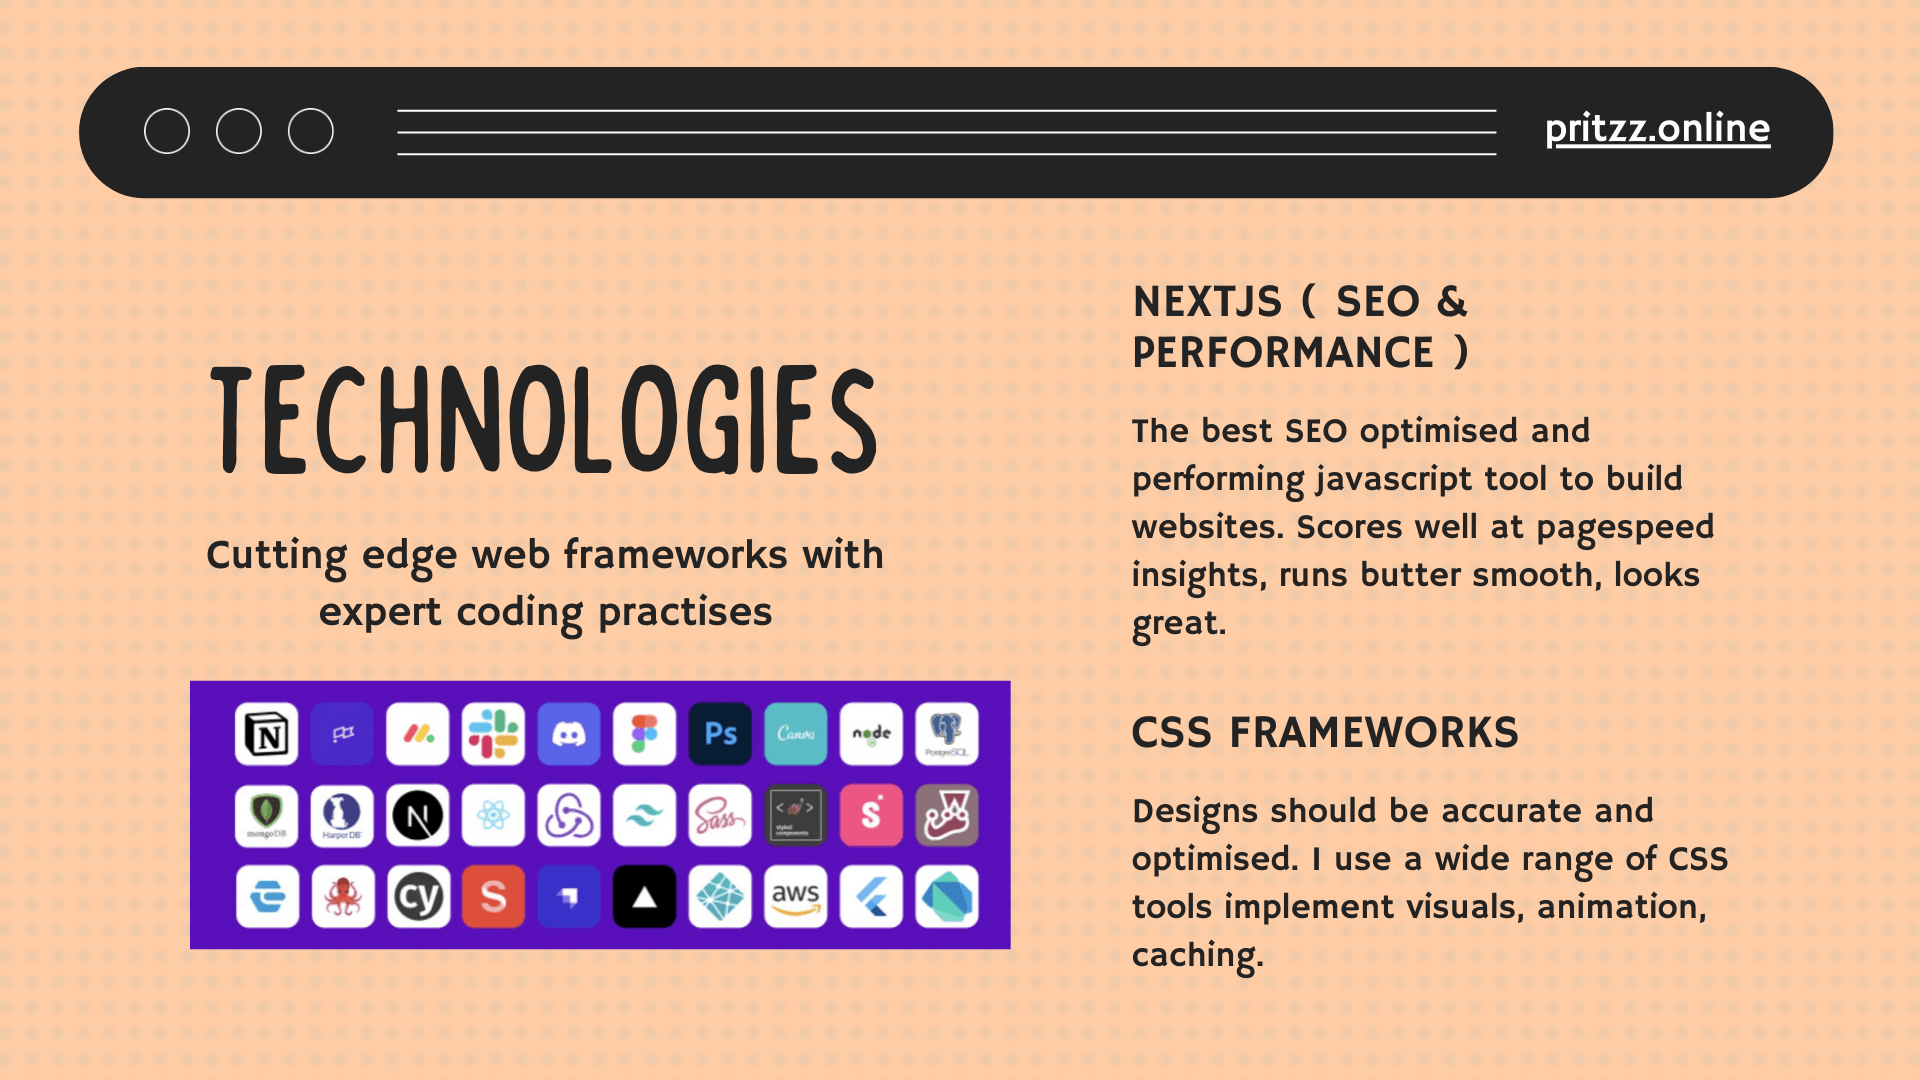 pritzz.online
TECHNOLOGIES
Cutting edge web frameworks with
expert coding practises
N
Ps
Canva
node
PostgreSQL
mongoDB
HarperDB
N
Sass
< >
styled
components
S
cy
S
aws
NEXTJS ( SEO &
PERFORMANCE )
The best SEO optimised and
performing javascript tool to build
websites. Scores well at pagespeed
insights, runs butter smooth, looks
great.
CSS FRAMEWORKS
Designs should be accurate and
optimised. I use a wide range of CSS
tools implement visuals, animation,
caching.